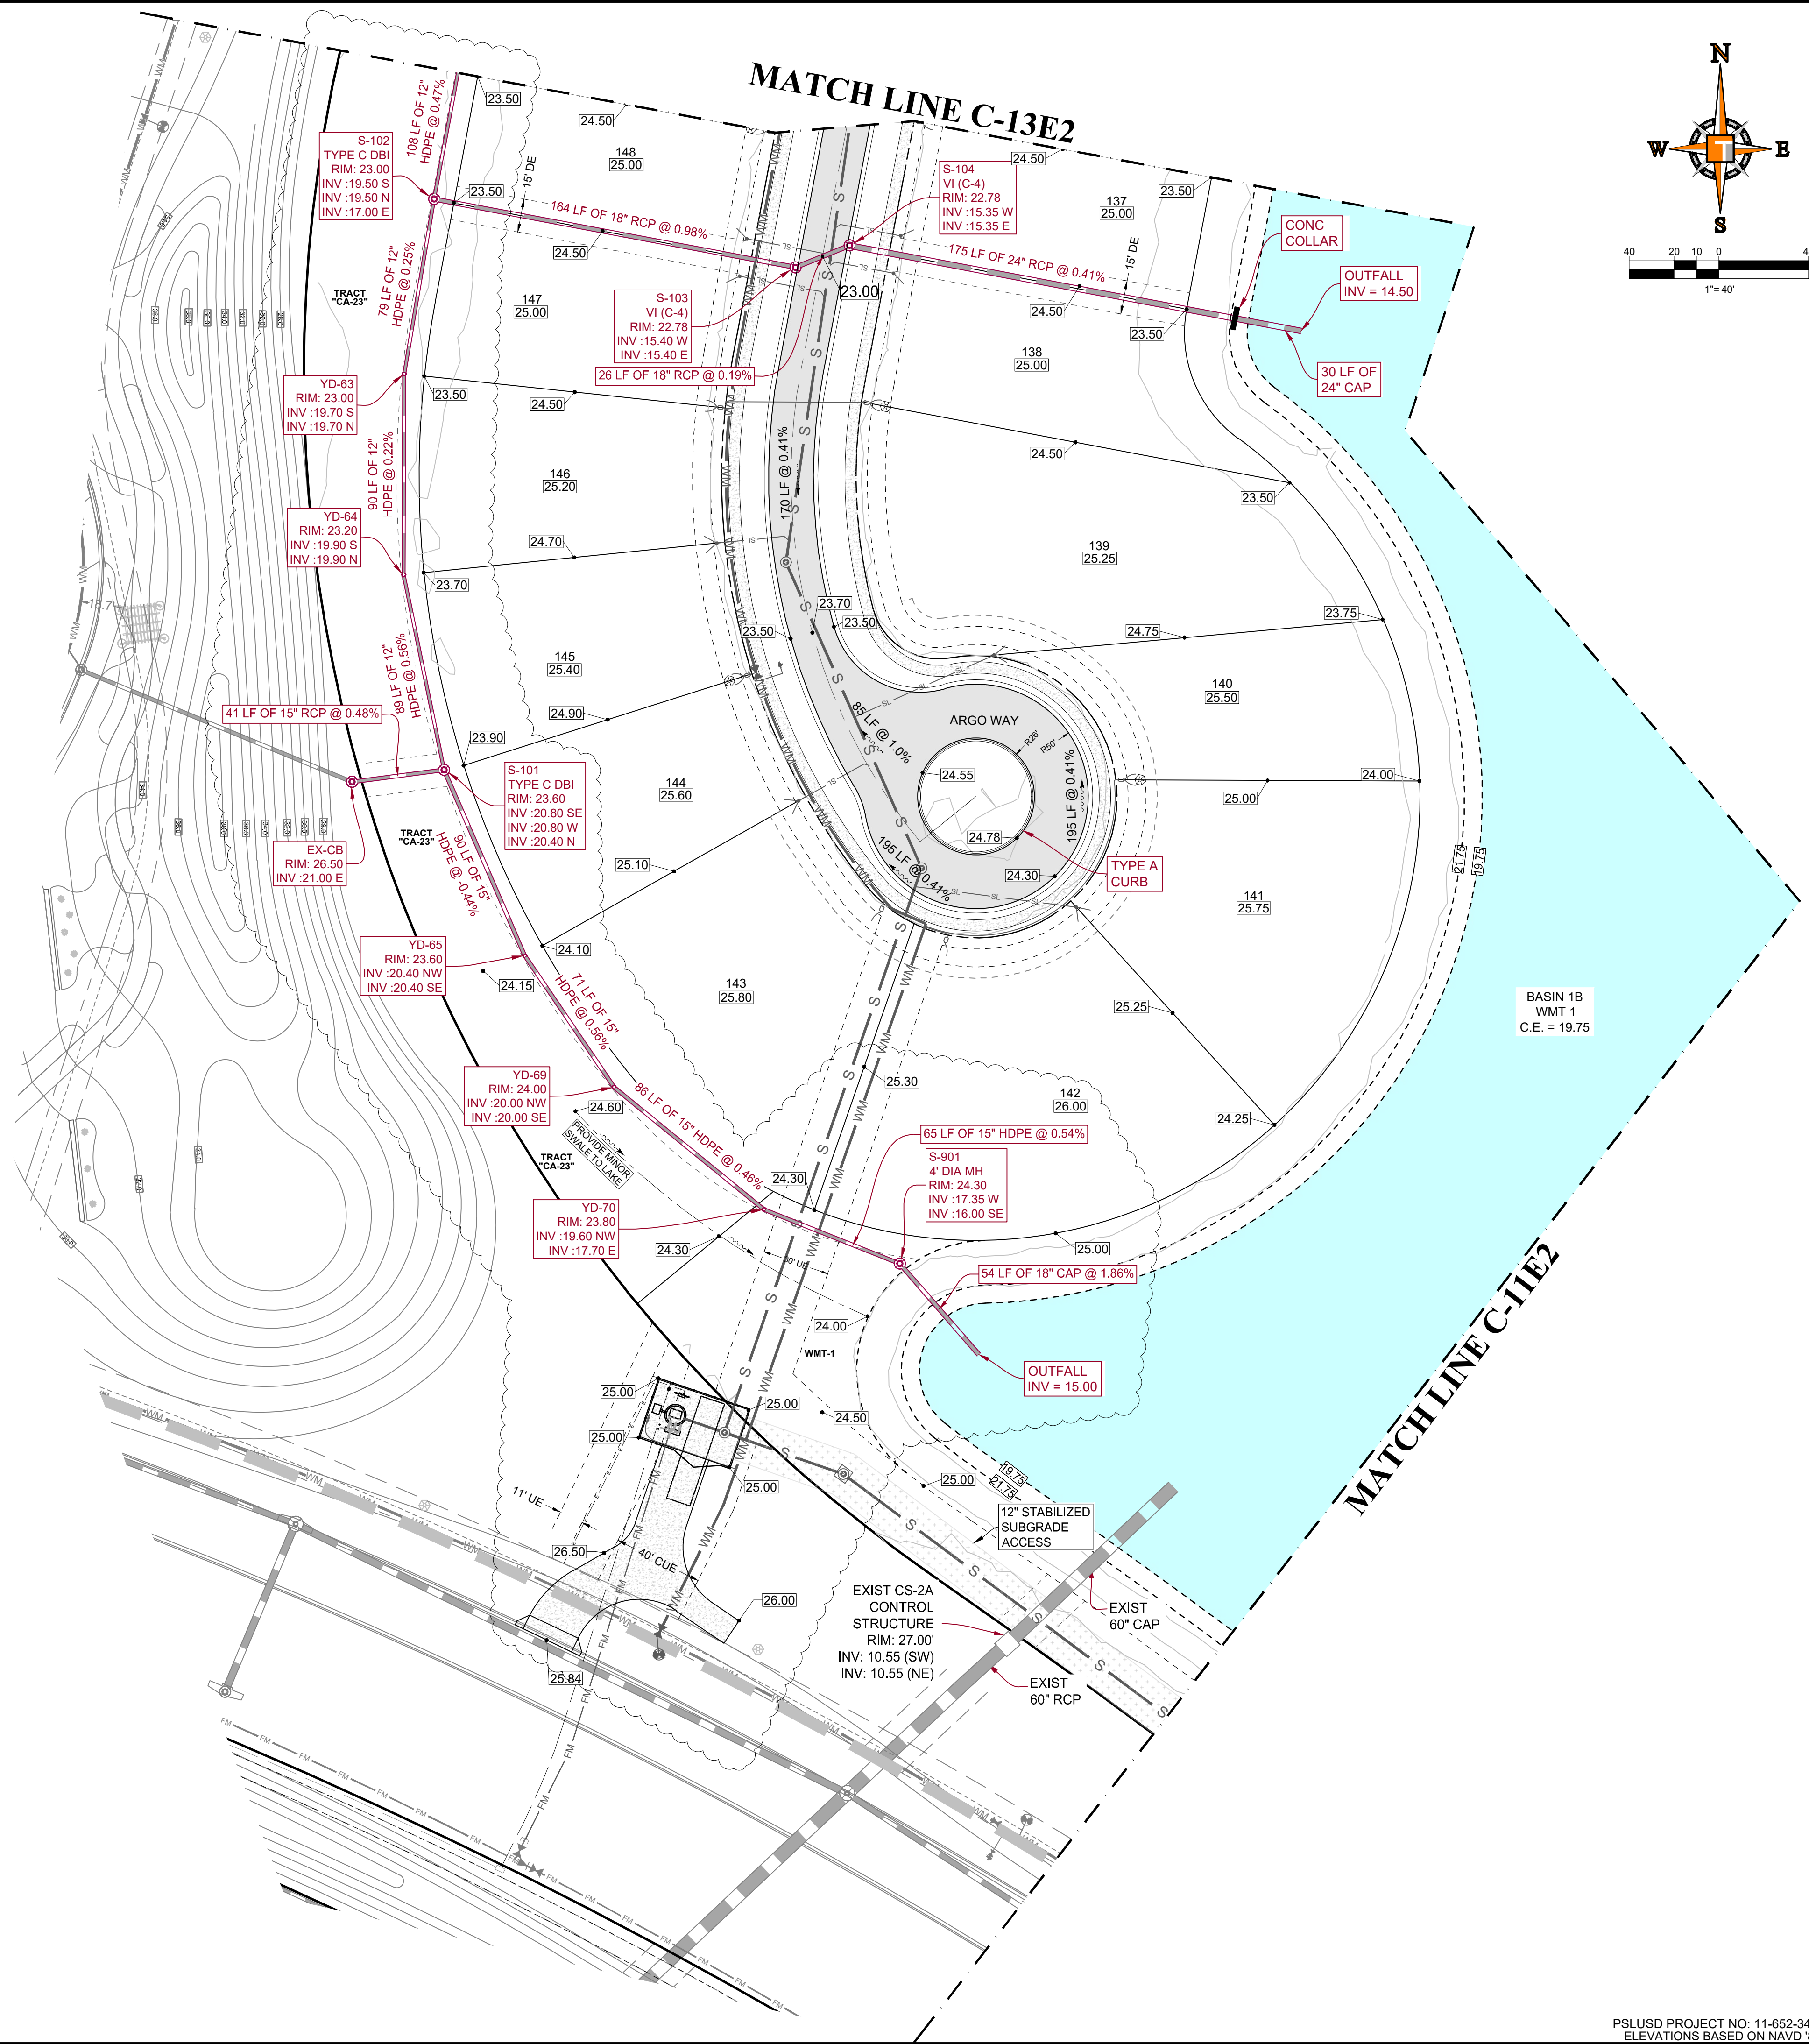 MATCH LINE C-13E2
N
W
E
S
T
40
20
10
0
1"= 40'
108 LF OF 12"
HDPE @ 0.47%
23.50
24.50
148
25.00
S-102
TYPE C DBI
RIM: 23.00
INV :19.50 S
INV :19.50 N
INV :17.00 E
23.50
15' DE
164 LF OF 18" RCP @ 0.98%
24.50
S-104
VI (C-4)
RIM: 22.78
INV :15.35 W
INV :15.35 E
24.50
137
25.00
23.50
CONC
COLLAR
OUTFALL
INV = 14.50
175 LF OF 24" RCP @ 0.41%
15' DE
24.50
23.50
30 LF OF
24" CAP
79 LF OF 12"
HDPE @ 0.25%
TRACT
"CA-23"
147
25.00
S-103
VI (C-4)
RIM: 22.78
INV :15.40 W
INV :15.40 E
23.00
26 LF OF 18" RCP @ 0.19%
138
25.00
YD-63
RIM: 23.00
INV :19.70 S
INV :19.70 N
23.50
24.50
24.50
23.50
90 LF OF 12"
HDPE @ 0.22%
146
25.20
170 LF @ 0.41%
YD-64
RIM: 23.20
INV :19.90 S
INV :19.90 N
24.70
23.70
139
25.25
23.70
23.50
23.50
24.75
23.75
89 LF OF 12"
HDPE @ 0.56%
145
25.40
41 LF OF 15" RCP @ 0.48%
24.90
23.90
140
25.50
ARGO WAY
85 LF @ 1.0%
R26'
R50'
195 LF @ 0.41%
24.55
24.78
24.30
195 LF @ 0.41%
TYPE A
CURB
24.00
25.00
S-101
TYPE C DBI
RIM: 23.60
INV :20.80 SE
INV :20.80 W
INV :20.40 N
144
25.60
TRACT
"CA-23"
EX-CB
RIM: 26.50
INV :21.00 E
90 LF OF 15"
HDPE @ -0.44%
25.10
21.75
19.75
141
25.75
YD-65
RIM: 23.60
INV :20.40 NW
INV :20.40 SE
24.10
24.15
71 LF OF 15"
HDPE @ 0.56%
143
25.80
25.25
BASIN 1B
WMT 1
C.E. = 19.75
YD-69
RIM: 24.00
INV :20.00 NW
INV :20.00 SE
24.60
86 LF OF 15" HDPE @ 0.46%
25.30
142
26.00
24.25
PROVIDE MINOR
SWALE TO LAKE
TRACT
"CA-23"
65 LF OF 15" HDPE @ 0.54%
S-901
4' DIA MH
RIM: 24.30
INV :17.35 W
INV :16.00 SE
24.30
YD-70
RIM: 23.80
INV :19.60 NW
INV :17.70 E
24.30
30' UE
25.00
54 LF OF 18" CAP @ 1.86%
24.00
WMT-1
OUTFALL
INV = 15.00
MATCH LINE C-11E2
25.00
25.00
25.00
25.00
24.50
25.00
19.75
21.75
11' UE
12" STABILIZED
SUBGRADE
ACCESS
26.50
40' CUE
26.00
EXIST CS-2A
CONTROL
STRUCTURE
RIM: 27.00'
INV: 10.55 (SW)
INV: 10.55 (NE)
EXIST
60" CAP
EXIST
60" RCP
25.84
PSLUSD PROJECT NO: 11-652-34
ELEVATIONS BASED ON NAVD